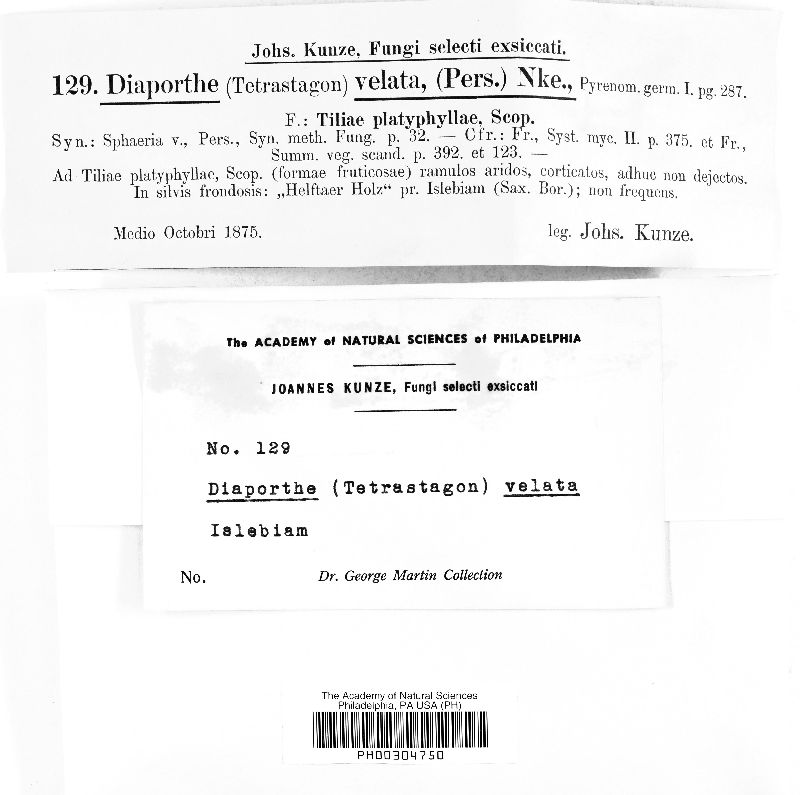 Johs. Kunze, Fungi selecti exsiccati.
129. Diaporthe (Tetrastagon) velata, (Pers.) Nke., Pyrenom. germ. I. pg. 287.
F.: Tiliae platyphyllae, Scop.
Syn.: Sphaeria v., Pers., Syn. meth. Fung. p. 32. — Cfr.: Fr., Syst. myc. II. p. 375. et Fr.,
Summ. veg. scand. p. 392. et 123. —
Ad Tiliae platyphyllae, Scop. (formae fruticosae) ramulos aridos, corticatos, adhuc non dejectos.
In silvis frondosis: „Helftaer Holz“ pr. Islebiam (Sax. Bor.); non frequens.
Medio Octobri 1875.
leg. Johs. Kunze.
The ACADEMY of NATURAL SCIENCES of PHILADELPHIA
JOANNES KUNZE, Fungi selecti exsiccati
No. 129
Diaporthe (Tetrastagon) velata
Islebiam
No.
Dr. George Martin Collection
The Academy of Natural Sciences
Philadelphia, PA USA (PH)
PH00304750